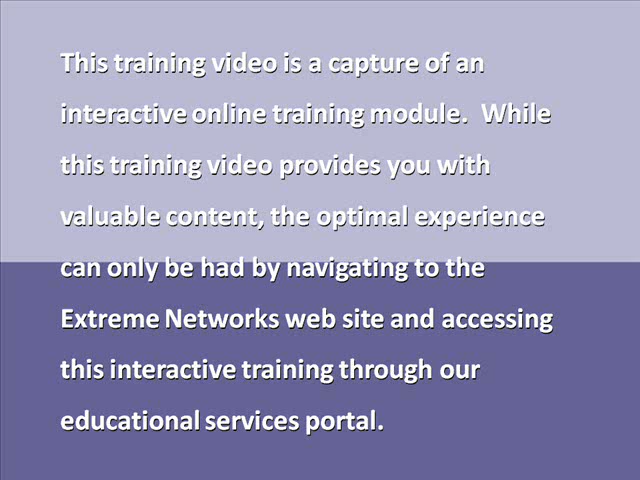 This training video is a capture of an
interactive online training module.  While
this training video provides you with
valuable content, the optimal experience
can only be had by navigating to the
Extreme Networks web site and accessing
this interactive training through our
educational services portal.